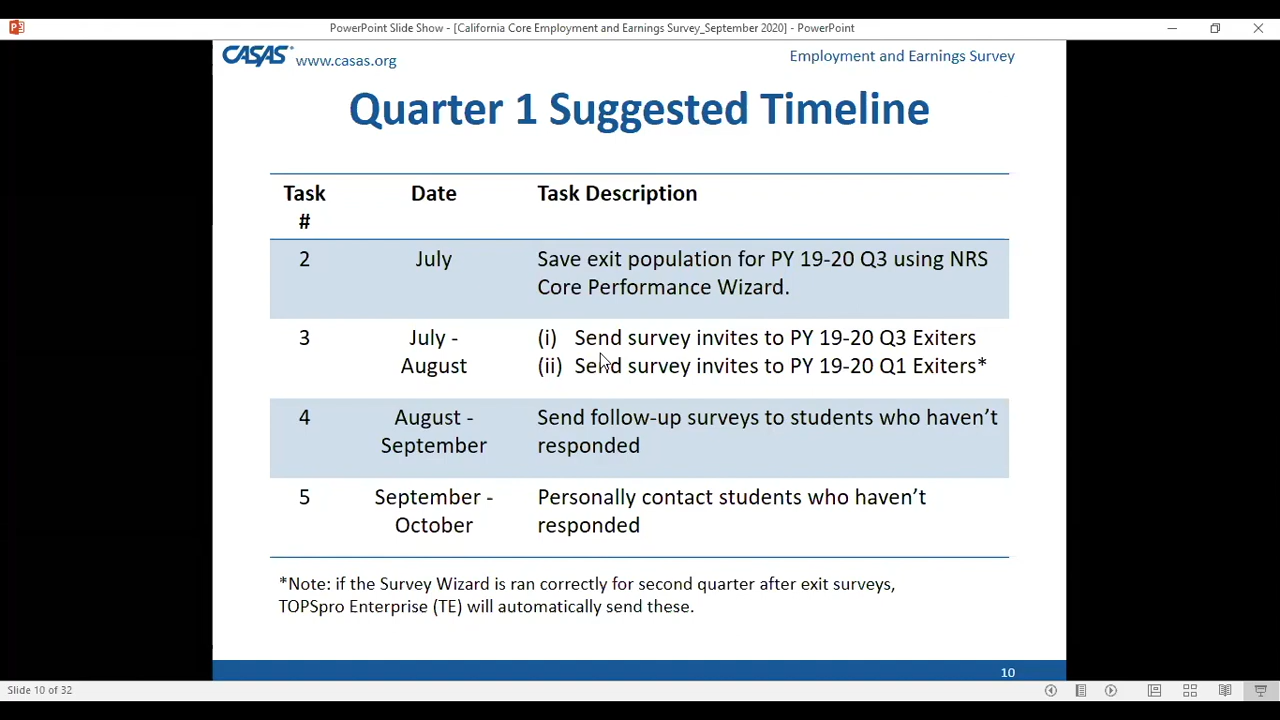 PowerPoint Slide Show - [California Core Employment and Earnings Survey_September 2020] - PowerPoint
CASAS www.casas.org
Employment and Earnings Survey
Quarter 1 Suggested Timeline
Task #
Date
Task Description
2
July
Save exit population for PY 19-20 Q3 using NRS
Core Performance Wizard.
3
July -
August
(i) Send survey invites to PY 19-20 Q3 Exiters
(ii) Send survey invites to PY 19-20 Q1 Exiters*
4
August -
September
Send follow-up surveys to students who haven't
responded
5
September -
October
Personally contact students who haven't
responded
*Note: if the Survey Wizard is ran correctly for second quarter after exit surveys,
TOPSpro Enterprise (TE) will automatically send these.
10
Slide 10 of 32